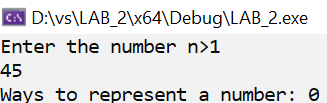 D:\vs\LAB_2\x64\Debug\LAB_2.exe
Enter the number n>1
45
Ways to represent a number: 0